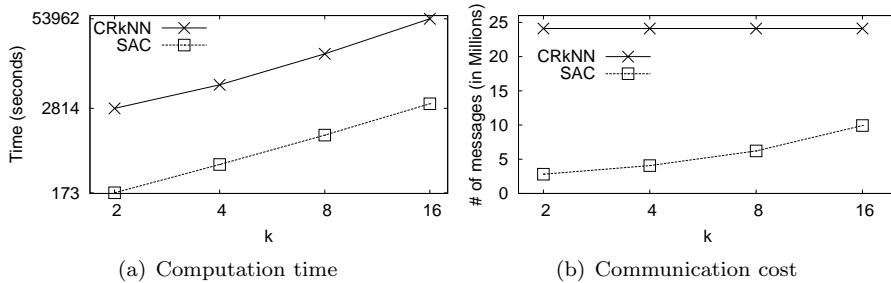 53962
2814
173
Time (seconds)
CRkNN
SAC
2 4 8 16
k
(a) Computation time
25
20
15
10
5
0
# of messages (in Millions)
CRkNN
SAC
2 4 8 16
k
(b) Communication cost